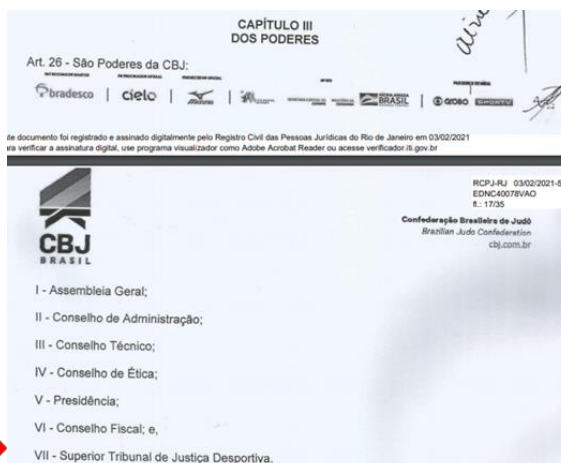 CAPÍTULO III
DOS PODERES
Art. 26 - São Poderes da CBJ:
bradesco | cielo | MIZUNO
BRASIL
GLOBO
SPORTV
te documento foi registrado e assinado digitalmente pelo Registro Civil das Pessoas Jurídicas do Rio de Janeiro em 03/02/2021
ra verificar a assinatura digital, use programa visualizador como Adobe Acrobat Reader ou acesse verificador.iti.gov.br
RCPJ-RJ 03/02/2021-5
EDNC40078VAO
fl.: 17/35
Confederação Brasileira de Judô
Brazilian Judo Confederation
cbj.com.br
CBJ
BRASIL
I - Assembleia Geral;
II - Conselho de Administração;
III - Conselho Técnico;
IV - Conselho de Ética;
V - Presidência;
VI - Conselho Fiscal; e,
VII - Superior Tribunal de Justiça Desportiva.